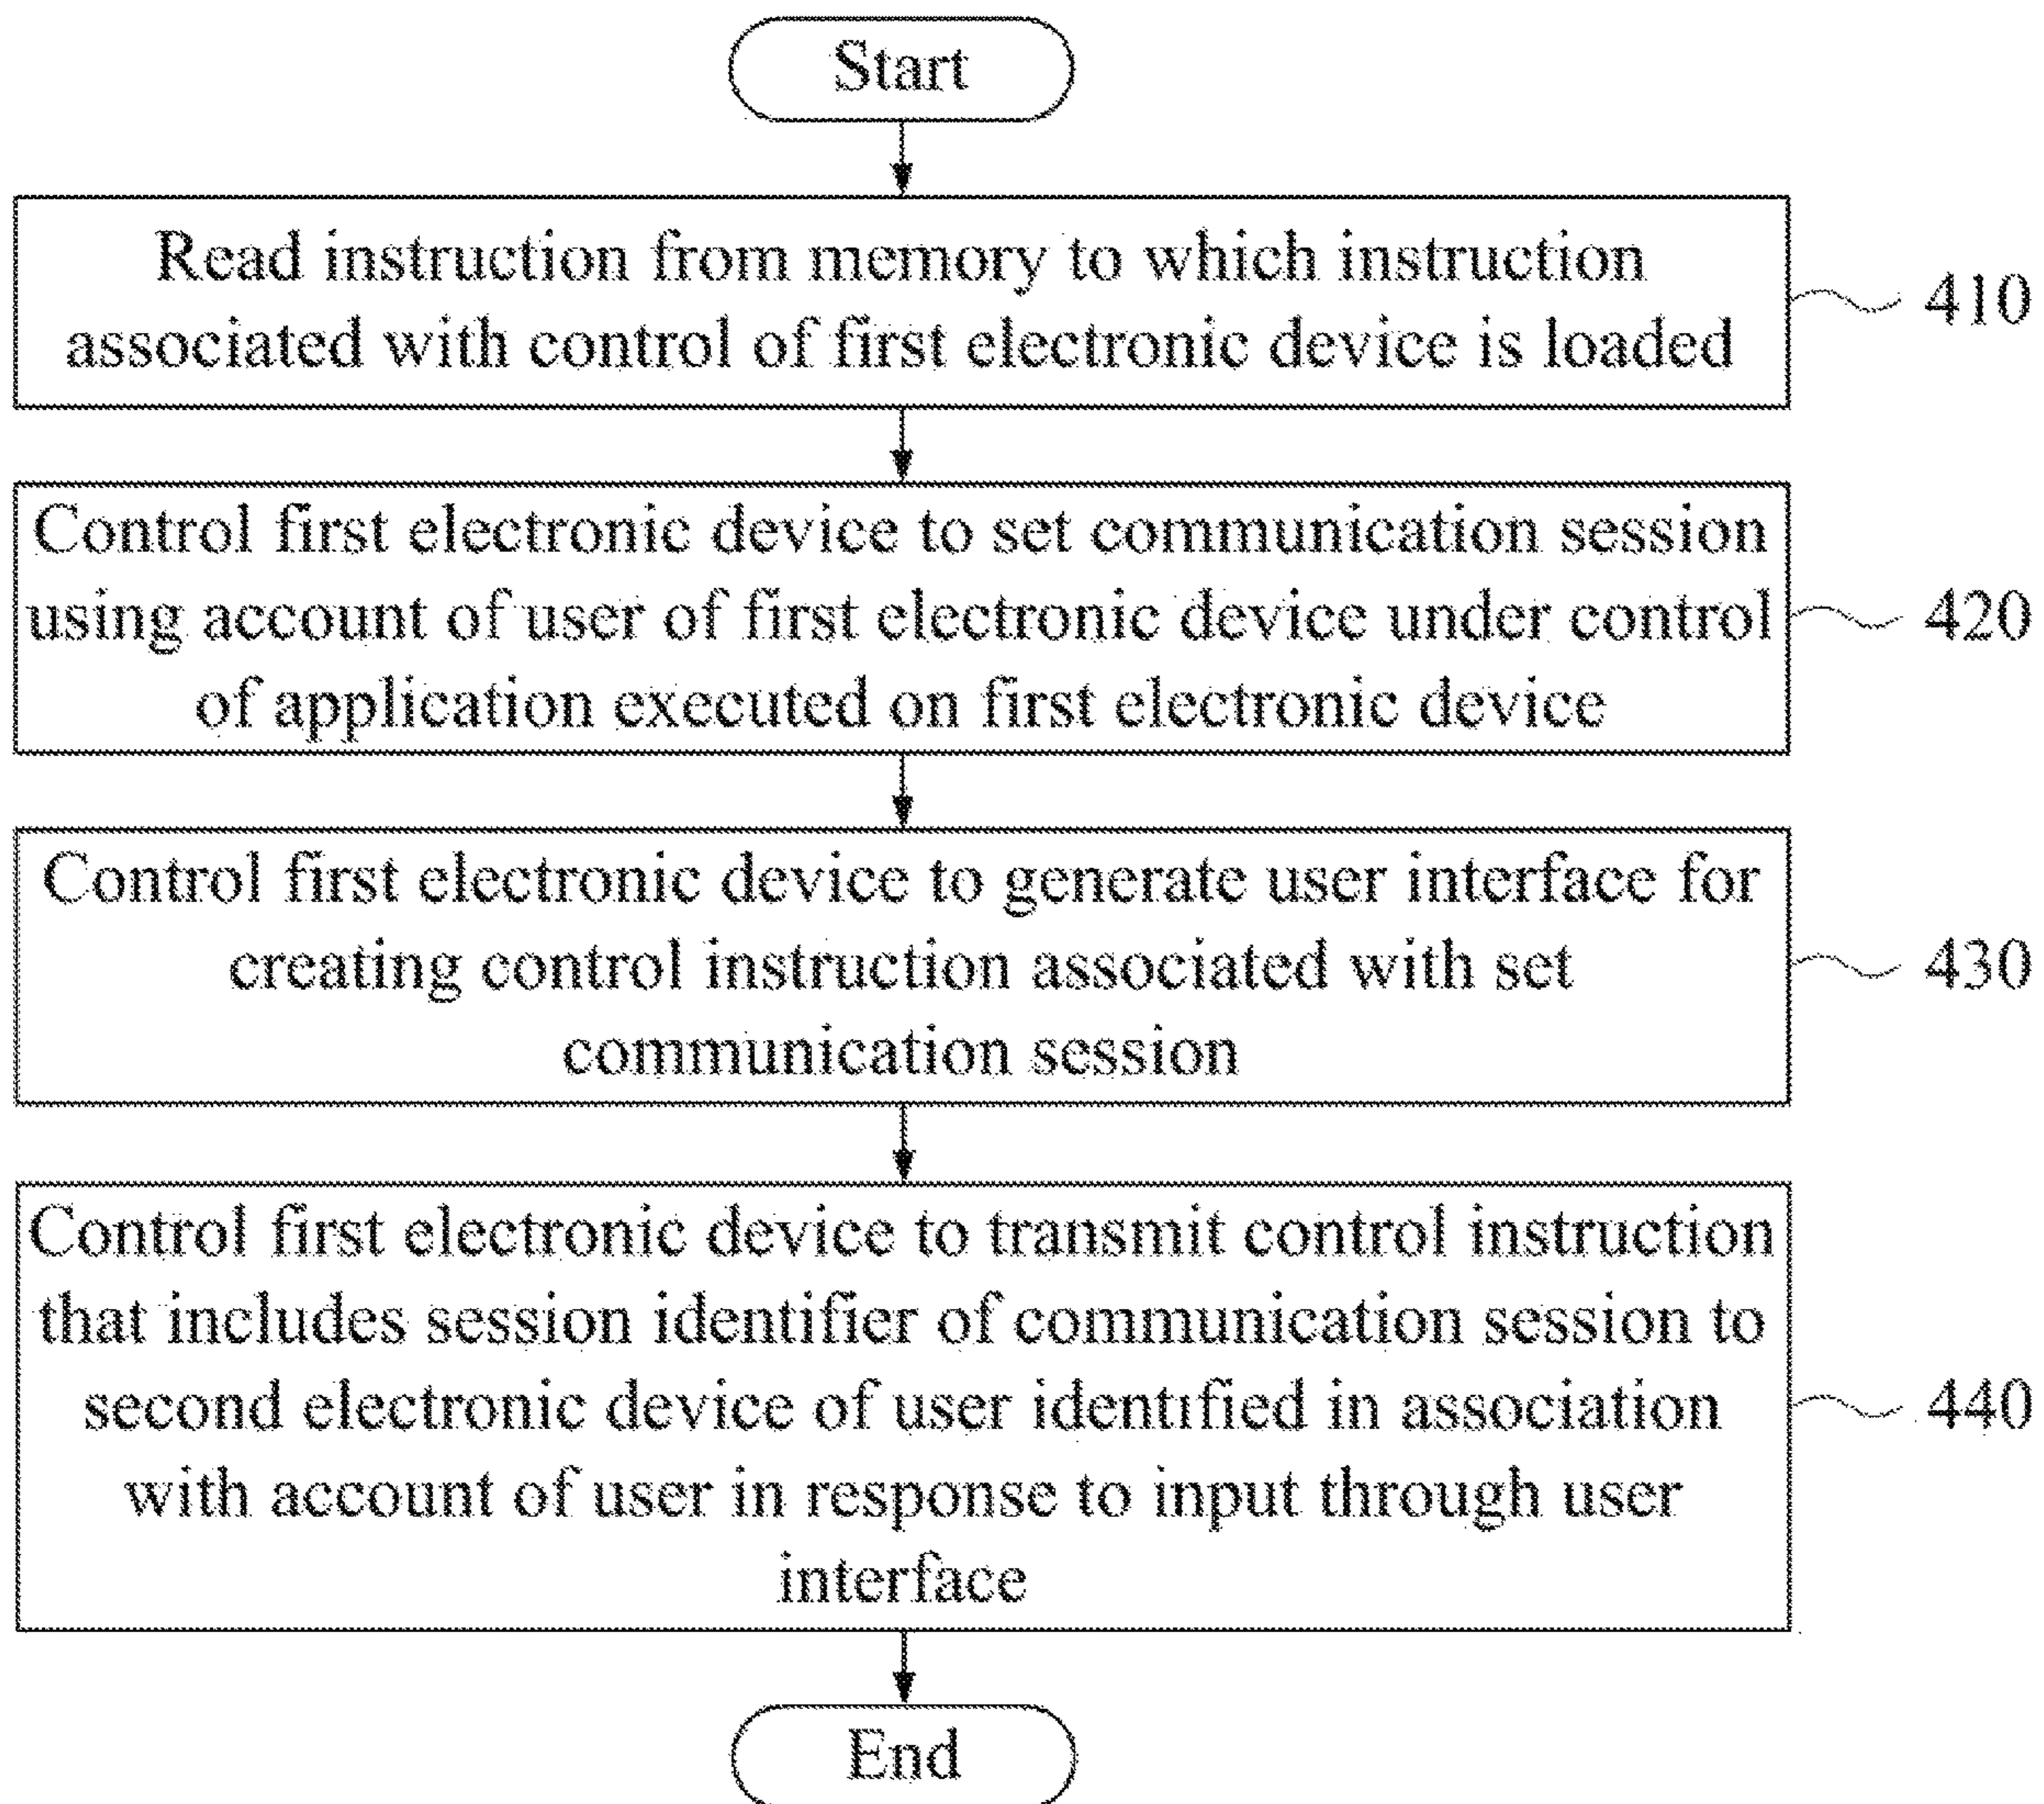 Start
Read instruction from memory to which instruction
associated with control of first electronic device is loaded
410
Control first electronic device to set communication session
using account of user of first electronic device under control
of application executed on first electronic device
420
Control first electronic device to generate user interface for
creating control instruction associated with set
communication session
430
Control first electronic device to transmit control instruction
that includes session identifier of communication session to
second electronic device of user identified in association
with account of user in response to input through user
interface
440
End